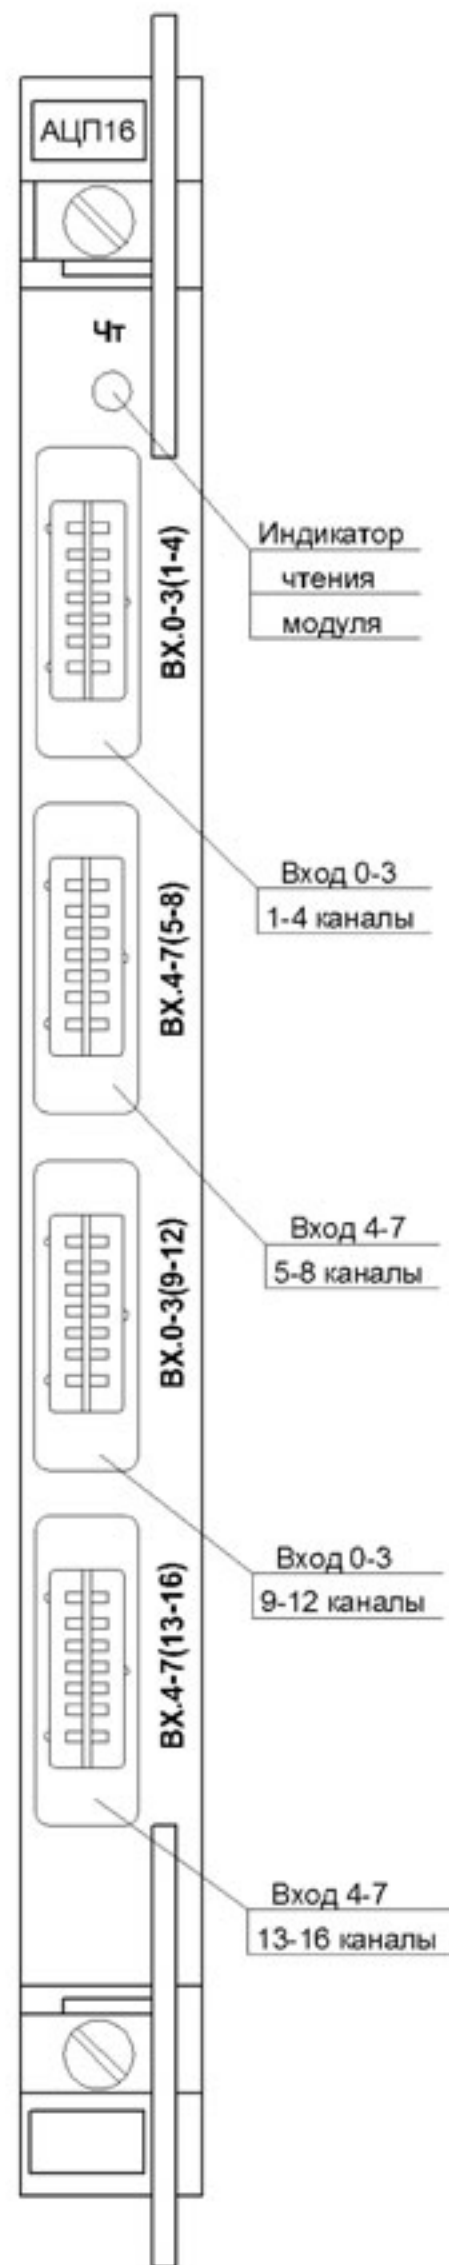 АЦП16
Чт
Индикатор
чтения
модуля
ВХ.0-3(1-4)
Вход 0-3
1-4 каналы
ВХ.4-7(5-8)
Вход 4-7
5-8 каналы
ВХ.0-3(9-12)
Вход 0-3
9-12 каналы
ВХ.4-7(13-16)
Вход 4-7
13-16 каналы